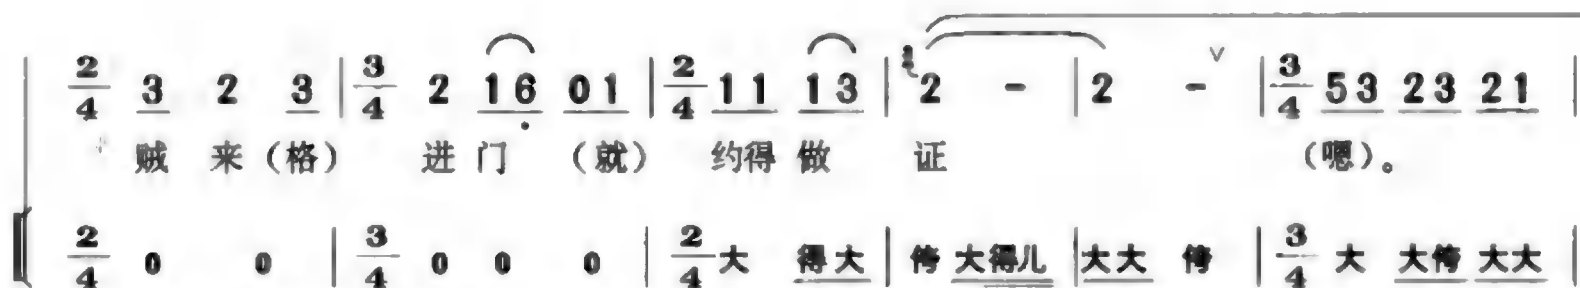 2/4 3 2 3 | 3/4 2 16 01 | 2/4 11 13 | 2 - | 2 - ∨ | 3/4 53 23 21 |
贼 来（格） 进 门 （就） 约得 做 证 （嗯）。
2/4 0 0 | 3/4 0 0 0 | 2/4 大 得大 | 侉 大得儿 | 大大 侉 | 3/4 大 大侉 大大 |